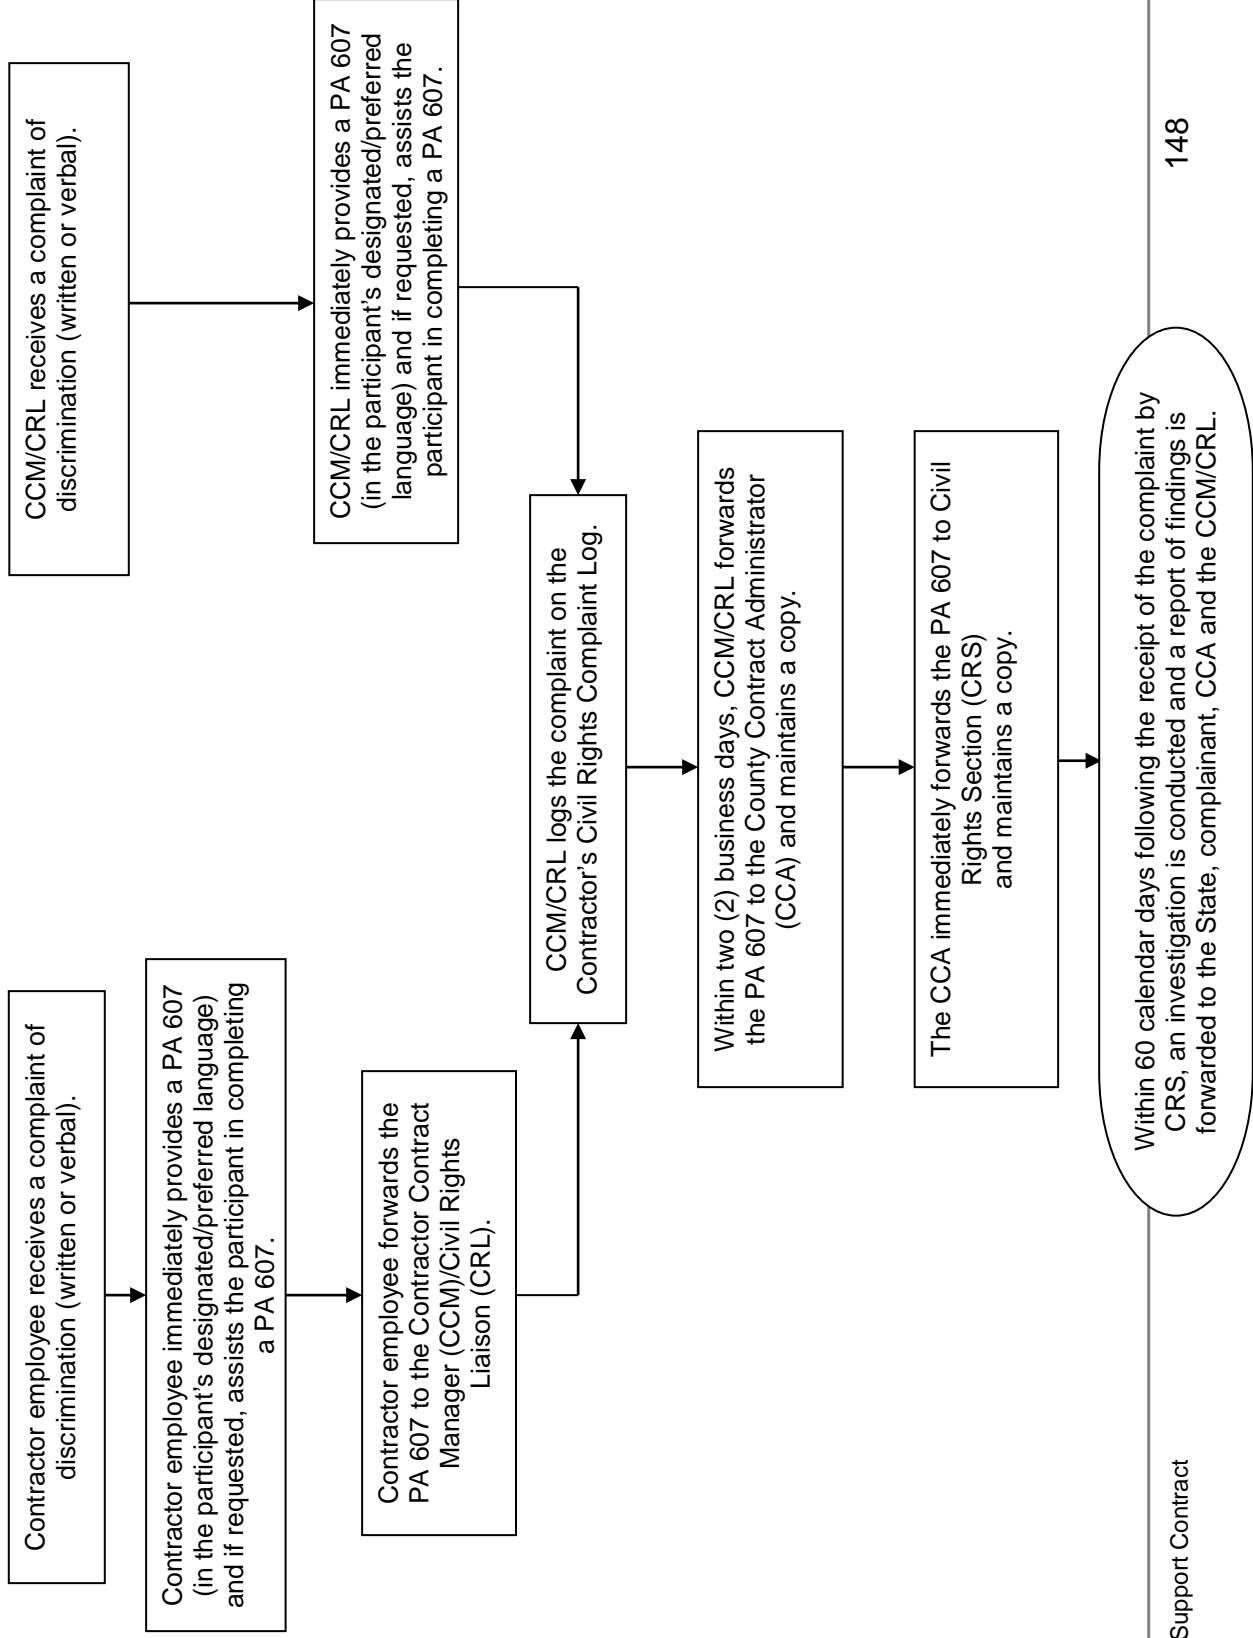 Contractor employee receives a complaint of
discrimination (written or verbal).
Contractor employee immediately provides a PA 607
(in the participant's designated/preferred language)
and if requested, assists the participant in completing
a PA 607.
Contractor employee forwards the
PA 607 to the Contractor Contract
Manager (CCM)/Civil Rights
Liaison (CRL).
CCM/CRL receives a complaint of
discrimination (written or verbal).
CCM/CRL immediately provides a PA 607
(in the participant's designated/preferred
language) and if requested, assists the
participant in completing a PA 607.
CCM/CRL logs the complaint on the
Contractor’s Civil Rights Complaint Log.
Within two (2) business days, CCM/CRL forwards
the PA 607 to the County Contract Administrator
(CCA) and maintains a copy.
The CCA immediately forwards the PA 607 to Civil
Rights Section (CRS)
and maintains a copy.
Within 60 calendar days following the receipt of the complaint by
CRS, an investigation is conducted and a report of findings is
forwarded to the State, complainant, CCA and the CCM/CRL.
Support Contract
148